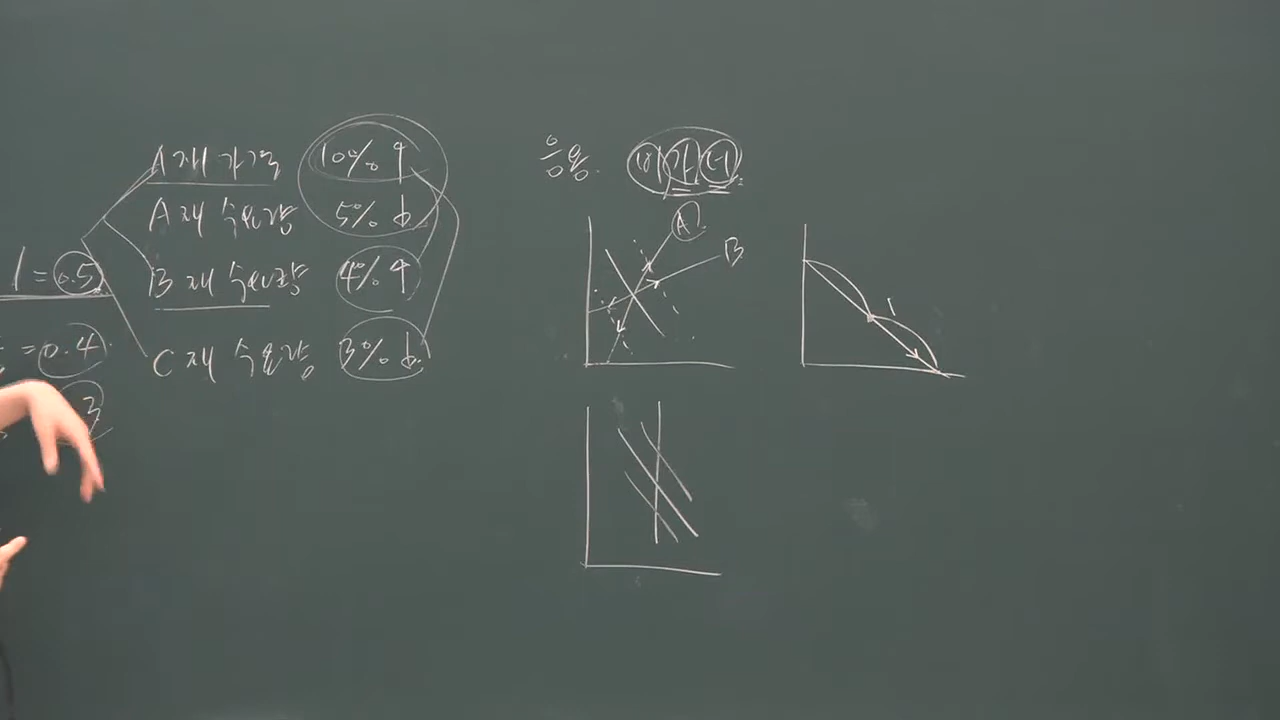 A재 가격 10% ↑
A재 수요량 5% ↓
B재 수요량 4% ↑
C재 수요량 3% ↓
l = 0.5
= 0.4
3
응용.
A
B
1